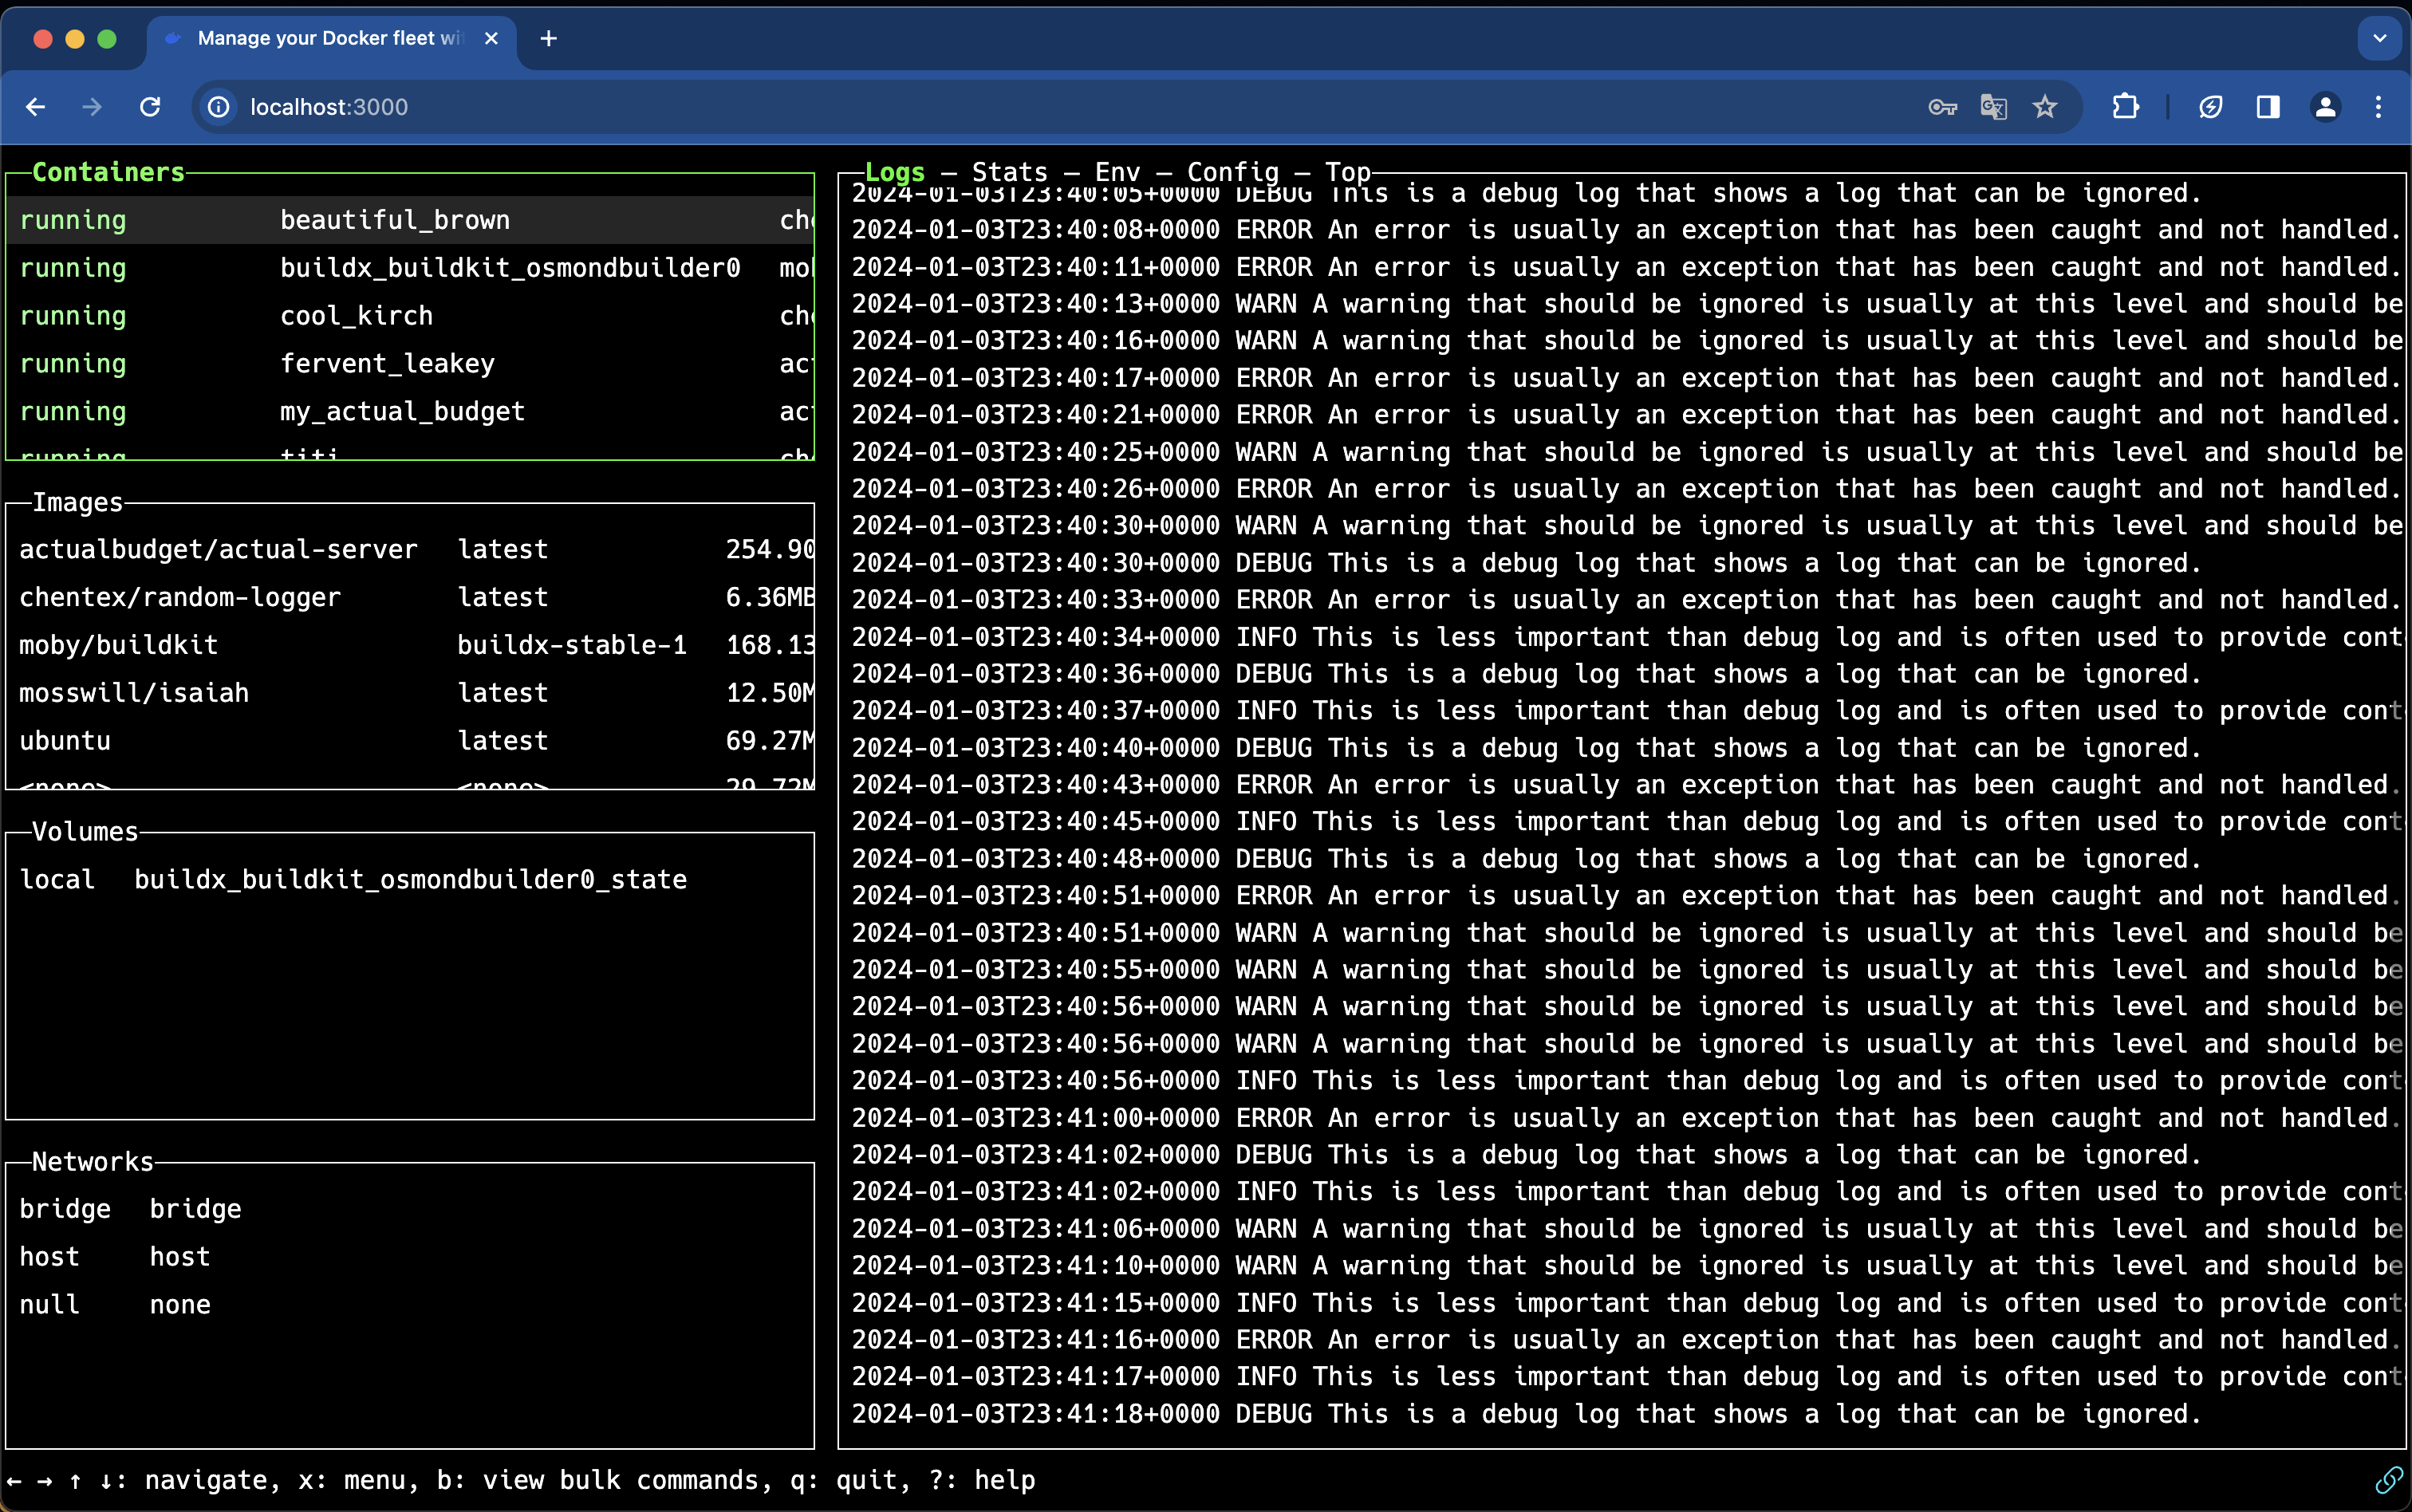 Manage your Docker fleet wi
localhost:3000
Containers
running beautiful_brown
running buildx_buildkit_osmondbuilder0
running cool_kirch
running fervent_leakey
running my_actual_budget
running titi
Images
actualbudget/actual-server latest 254.90
chentex/random-logger latest 6.36MB
moby/buildkit buildx-stable-1 168.13
mosswill/isaiah latest 12.50M
ubuntu latest 69.27M
<none> <none> 29.72M
Volumes
local buildx_buildkit_osmondbuilder0_state
Networks
bridge bridge
host host
null none
Logs — Stats — Env — Config — Top
2024-01-03T23:40:05+0000 DEBUG This is a debug log that shows a log that can be ignored.
2024-01-03T23:40:08+0000 ERROR An error is usually an exception that has been caught and not handled.
2024-01-03T23:40:11+0000 ERROR An error is usually an exception that has been caught and not handled.
2024-01-03T23:40:13+0000 WARN A warning that should be ignored is usually at this level and should be
2024-01-03T23:40:16+0000 WARN A warning that should be ignored is usually at this level and should be
2024-01-03T23:40:17+0000 ERROR An error is usually an exception that has been caught and not handled.
2024-01-03T23:40:21+0000 ERROR An error is usually an exception that has been caught and not handled.
2024-01-03T23:40:25+0000 WARN A warning that should be ignored is usually at this level and should be
2024-01-03T23:40:26+0000 ERROR An error is usually an exception that has been caught and not handled.
2024-01-03T23:40:30+0000 WARN A warning that should be ignored is usually at this level and should be
2024-01-03T23:40:30+0000 DEBUG This is a debug log that shows a log that can be ignored.
2024-01-03T23:40:33+0000 ERROR An error is usually an exception that has been caught and not handled.
2024-01-03T23:40:34+0000 INFO This is less important than debug log and is often used to provide cont
2024-01-03T23:40:36+0000 DEBUG This is a debug log that shows a log that can be ignored.
2024-01-03T23:40:37+0000 INFO This is less important than debug log and is often used to provide cont
2024-01-03T23:40:40+0000 DEBUG This is a debug log that shows a log that can be ignored.
2024-01-03T23:40:43+0000 ERROR An error is usually an exception that has been caught and not handled.
2024-01-03T23:40:45+0000 INFO This is less important than debug log and is often used to provide cont
2024-01-03T23:40:48+0000 DEBUG This is a debug log that shows a log that can be ignored.
2024-01-03T23:40:51+0000 ERROR An error is usually an exception that has been caught and not handled.
2024-01-03T23:40:51+0000 WARN A warning that should be ignored is usually at this level and should be
2024-01-03T23:40:55+0000 WARN A warning that should be ignored is usually at this level and should be
2024-01-03T23:40:56+0000 WARN A warning that should be ignored is usually at this level and should be
2024-01-03T23:40:56+0000 WARN A warning that should be ignored is usually at this level and should be
2024-01-03T23:40:56+0000 INFO This is less important than debug log and is often used to provide cont
2024-01-03T23:41:00+0000 ERROR An error is usually an exception that has been caught and not handled.
2024-01-03T23:41:02+0000 DEBUG This is a debug log that shows a log that can be ignored.
2024-01-03T23:41:02+0000 INFO This is less important than debug log and is often used to provide cont
2024-01-03T23:41:06+0000 WARN A warning that should be ignored is usually at this level and should be
2024-01-03T23:41:10+0000 WARN A warning that should be ignored is usually at this level and should be
2024-01-03T23:41:15+0000 INFO This is less important than debug log and is often used to provide cont
2024-01-03T23:41:16+0000 ERROR An error is usually an exception that has been caught and not handled.
2024-01-03T23:41:17+0000 INFO This is less important than debug log and is often used to provide cont
2024-01-03T23:41:18+0000 DEBUG This is a debug log that shows a log that can be ignored.
← → ↑ ↓: navigate, x: menu, b: view bulk commands, q: quit, ?: help